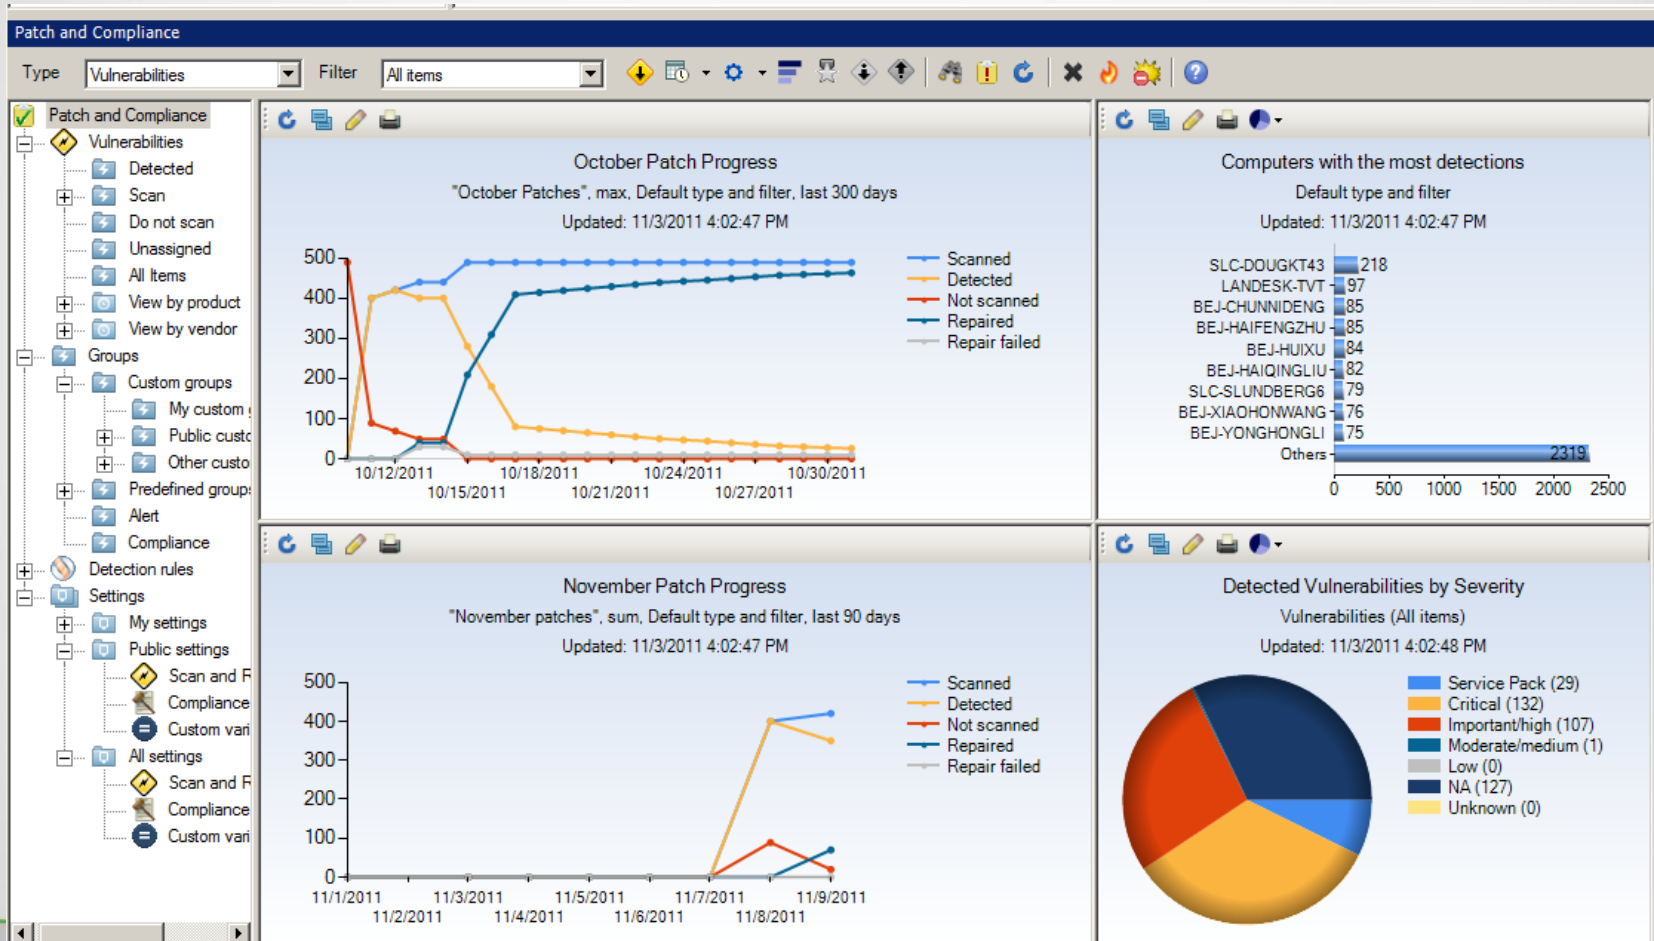 Patch and Compliance
Type Vulnerabilities Filter All items
Patch and Compliance
Vulnerabilities
Detected
Scan
Do not scan
Unassigned
All Items
View by product
View by vendor
Groups
Custom groups
My custom
Public custo
Other custo
Predefined groups
Alert
Compliance
Detection rules
Settings
My settings
Public settings
Scan and R
Compliance
Custom vari
All settings
Scan and R
Compliance
Custom vari
October Patch Progress
"October Patches", max, Default type and filter, last 300 days
Updated: 11/3/2011 4:02:47 PM
500
400
300
200
100
0
10/12/2011 10/18/2011 10/24/2011 10/30/2011
10/15/2011 10/21/2011 10/27/2011
Scanned
Detected
Not scanned
Repaired
Repair failed
Computers with the most detections
Default type and filter
Updated: 11/3/2011 4:02:47 PM
SLC-DOUGKT43 218
LANDESK-TVT 97
BEJ-CHUNNIDENG 85
BEJ-HAIFENGZHU 85
BEJ-HUIXU 84
BEJ-HAIQINGLIU 82
SLC-SLUNDBERG6 79
BEJ-XIAOHONWANG 76
BEJ-YONGHONGLI 75
Others 2319
0 500 1000 1500 2000 2500
November Patch Progress
"November patches", sum, Default type and filter, last 90 days
Updated: 11/3/2011 4:02:47 PM
500
400
300
200
100
0
11/1/2011 11/3/2011 11/5/2011 11/7/2011 11/9/2011
11/2/2011 11/4/2011 11/6/2011 11/8/2011
Scanned
Detected
Not scanned
Repaired
Repair failed
Detected Vulnerabilities by Severity
Vulnerabilities (All items)
Updated: 11/3/2011 4:02:48 PM
Service Pack (29)
Critical (132)
Important/high (107)
Moderate/medium (1)
Low (0)
NA (127)
Unknown (0)